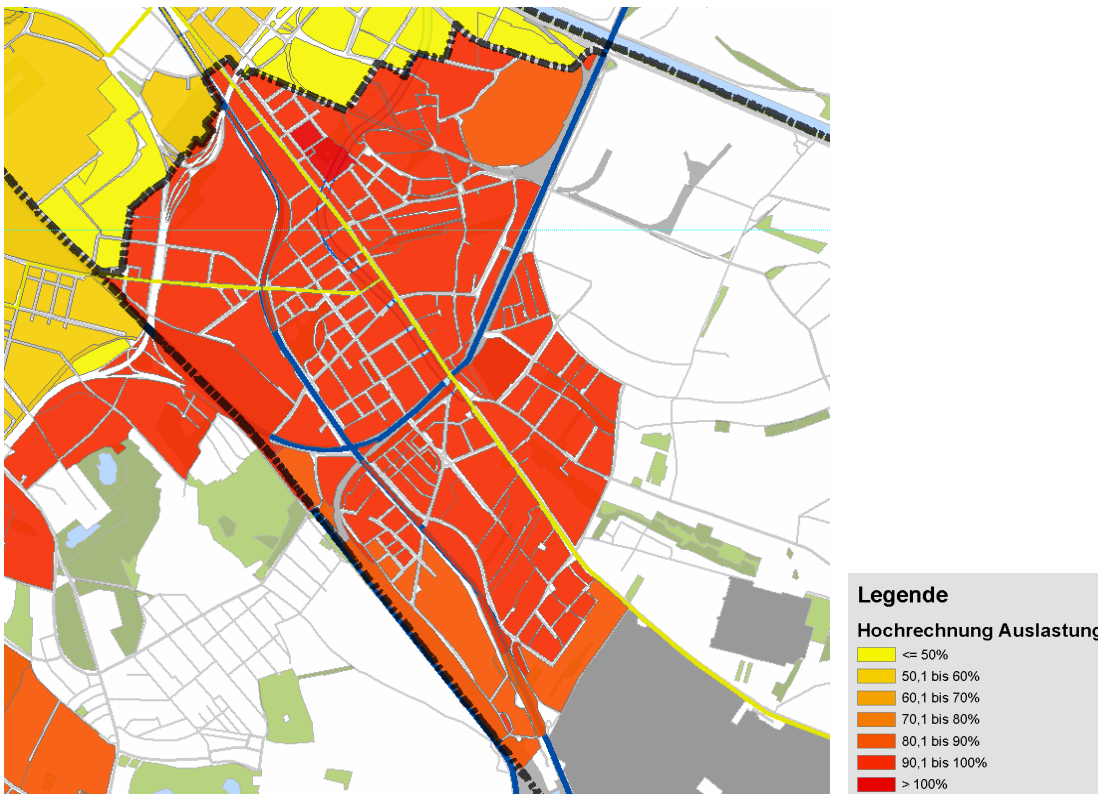 Legende
Hochrechnung Auslastung
<= 50%
50,1 bis 60%
60,1 bis 70%
70,1 bis 80%
80,1 bis 90%
90,1 bis 100%
> 100%